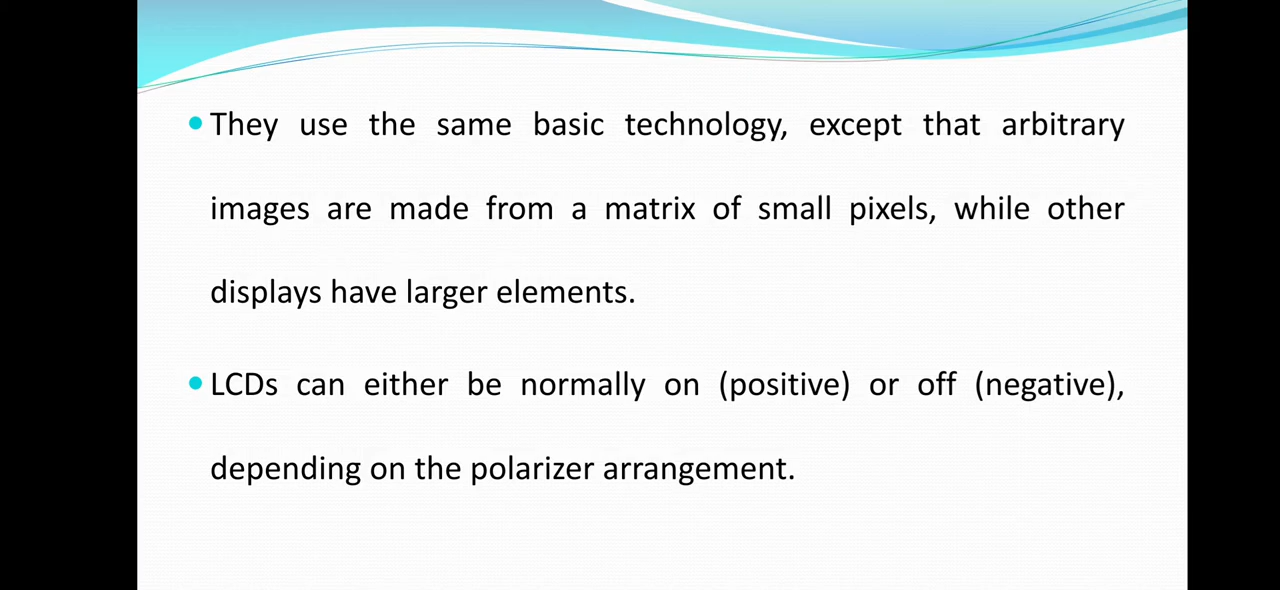 • They use the same basic technology, except that arbitrary
images are made from a matrix of small pixels, while other
displays have larger elements.
• LCDs can either be normally on (positive) or off (negative),
depending on the polarizer arrangement.